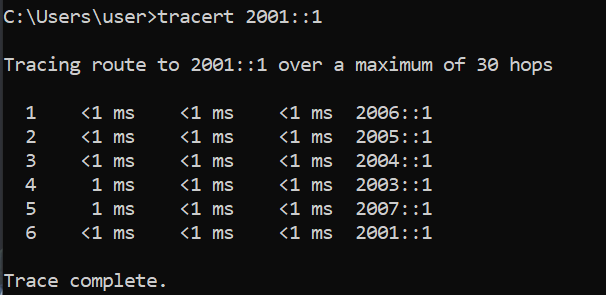 C:\Users\user>tracert 2001::1
Tracing route to 2001::1 over a maximum of 30 hops
1 <1 ms <1 ms <1 ms 2006::1
2 <1 ms <1 ms <1 ms 2005::1
3 <1 ms <1 ms <1 ms 2004::1
4 1 ms <1 ms <1 ms 2003::1
5 1 ms <1 ms <1 ms 2007::1
6 <1 ms <1 ms <1 ms 2001::1
Trace complete.